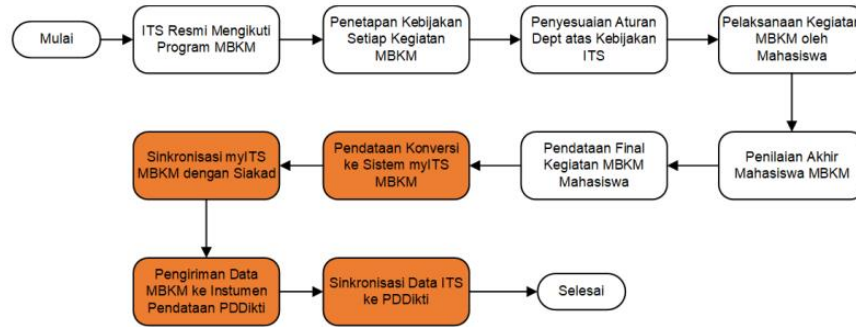 Mulai
ITS Resmi Mengikuti
Program MBKM
Penetapan Kebijakan
Setiap Kegiatan
MBKM
Penyesuaian Aturan
Dept atas Kebijakan
ITS
Pelaksanaan Kegiatan
MBKM oleh
Mahasiswa
Penilaian Akhir
Mahasiswa MBKM
Pendataan Final
Kegiatan MBKM
Mahasiswa
Pendataan Konversi
ke Sistem myITS
MBKM
Sinkronisasi myITS
MBKM dengan Siakad
Pengiriman Data
MBKM ke Instumen
Pendataan PDDikti
Sinkronisasi Data ITS
ke PDDikti
Selesai